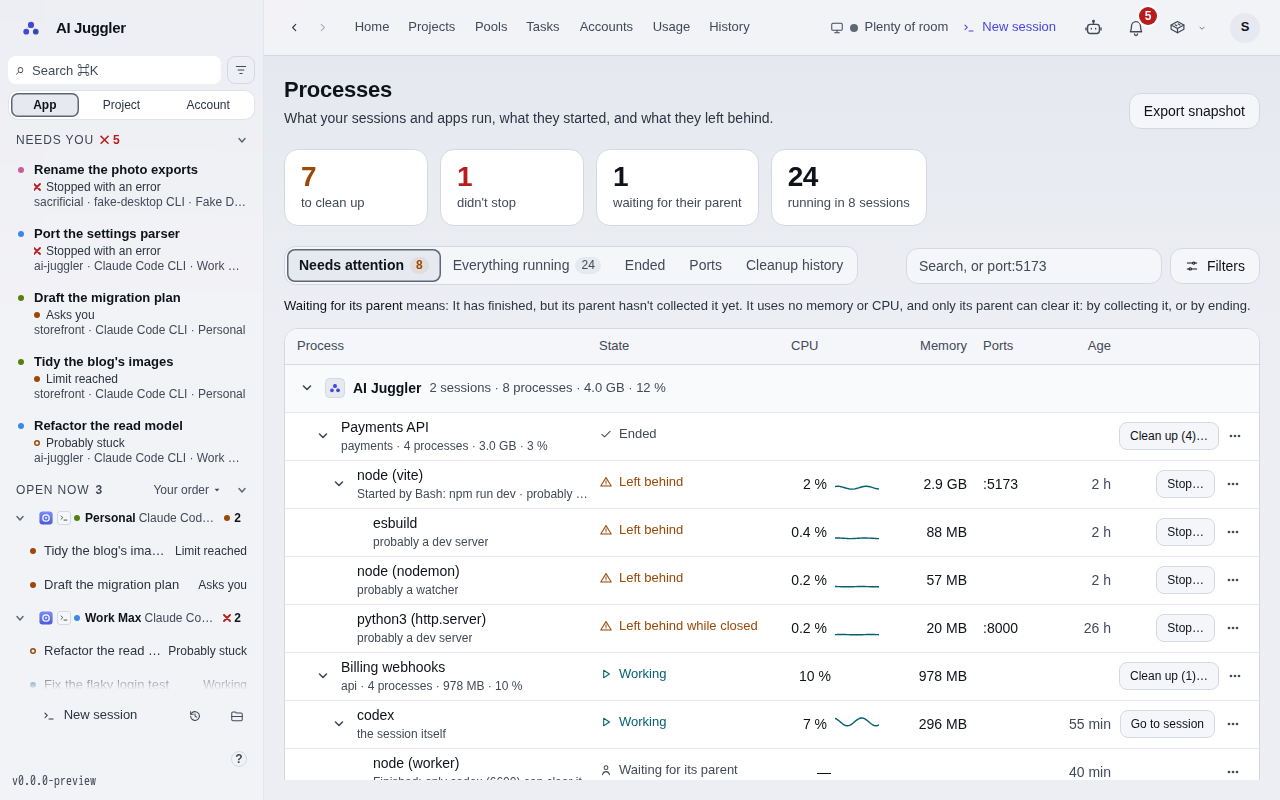 AI Juggler
Search ⌘K
App Project Account
NEEDS YOU 5
Rename the photo exports
Stopped with an error
sacrificial · fake-desktop CLI · Fake D…
Port the settings parser
Stopped with an error
ai-juggler · Claude Code CLI · Work …
Draft the migration plan
Asks you
storefront · Claude Code CLI · Personal
Tidy the blog's images
Limit reached
storefront · Claude Code CLI · Personal
Refactor the read model
Probably stuck
ai-juggler · Claude Code CLI · Work …
OPEN NOW 3 Your order
Personal Claude Cod… 2
Tidy the blog's ima… Limit reached
Draft the migration plan Asks you
Work Max Claude Co… 2
Refactor the read … Probably stuck
Fix the flaky login test Working
New session
?
v0.0.0-preview
Home Projects Pools Tasks Accounts Usage History
Plenty of room New session 5 S
Processes
What your sessions and apps run, what they started, and what they left behind.
Export snapshot
7 to clean up
1 didn't stop
1 waiting for their parent
24 running in 8 sessions
Needs attention 8 Everything running 24 Ended Ports Cleanup history
Search, or port:5173 Filters
Waiting for its parent means: It has finished, but its parent hasn't collected it yet. It uses no memory or CPU, and only its parent can clear it: by collecting it, or by ending.
Process State CPU Memory Ports Age
AI Juggler 2 sessions · 8 processes · 4.0 GB · 12 %
Payments API Ended Clean up (4)…
payments · 4 processes · 3.0 GB · 3 %
node (vite) Left behind 2 % 2.9 GB :5173 2 h Stop…
Started by Bash: npm run dev · probably …
esbuild Left behind 0.4 % 88 MB 2 h Stop…
probably a dev server
node (nodemon) Left behind 0.2 % 57 MB 2 h Stop…
probably a watcher
python3 (http.server) Left behind while closed 0.2 % 20 MB :8000 26 h Stop…
probably a dev server
Billing webhooks Working 10 % 978 MB Clean up (1)…
api · 4 processes · 978 MB · 10 %
codex Working 7 % 296 MB 55 min Go to session
the session itself
node (worker) Waiting for its parent — 40 min
Finished: only codex (6600) can clear it